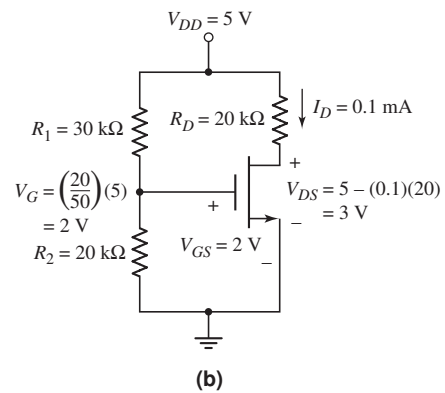 V_DD = 5 V
R_D = 20 kΩ
I_D = 0.1 mA
R_1 = 30 kΩ
V_G = (20/50)(5)
= 2 V
+
V_DS = 5 – (0.1)(20)
= 3 V
–
+
V_GS = 2 V
–
R_2 = 20 kΩ
(b)